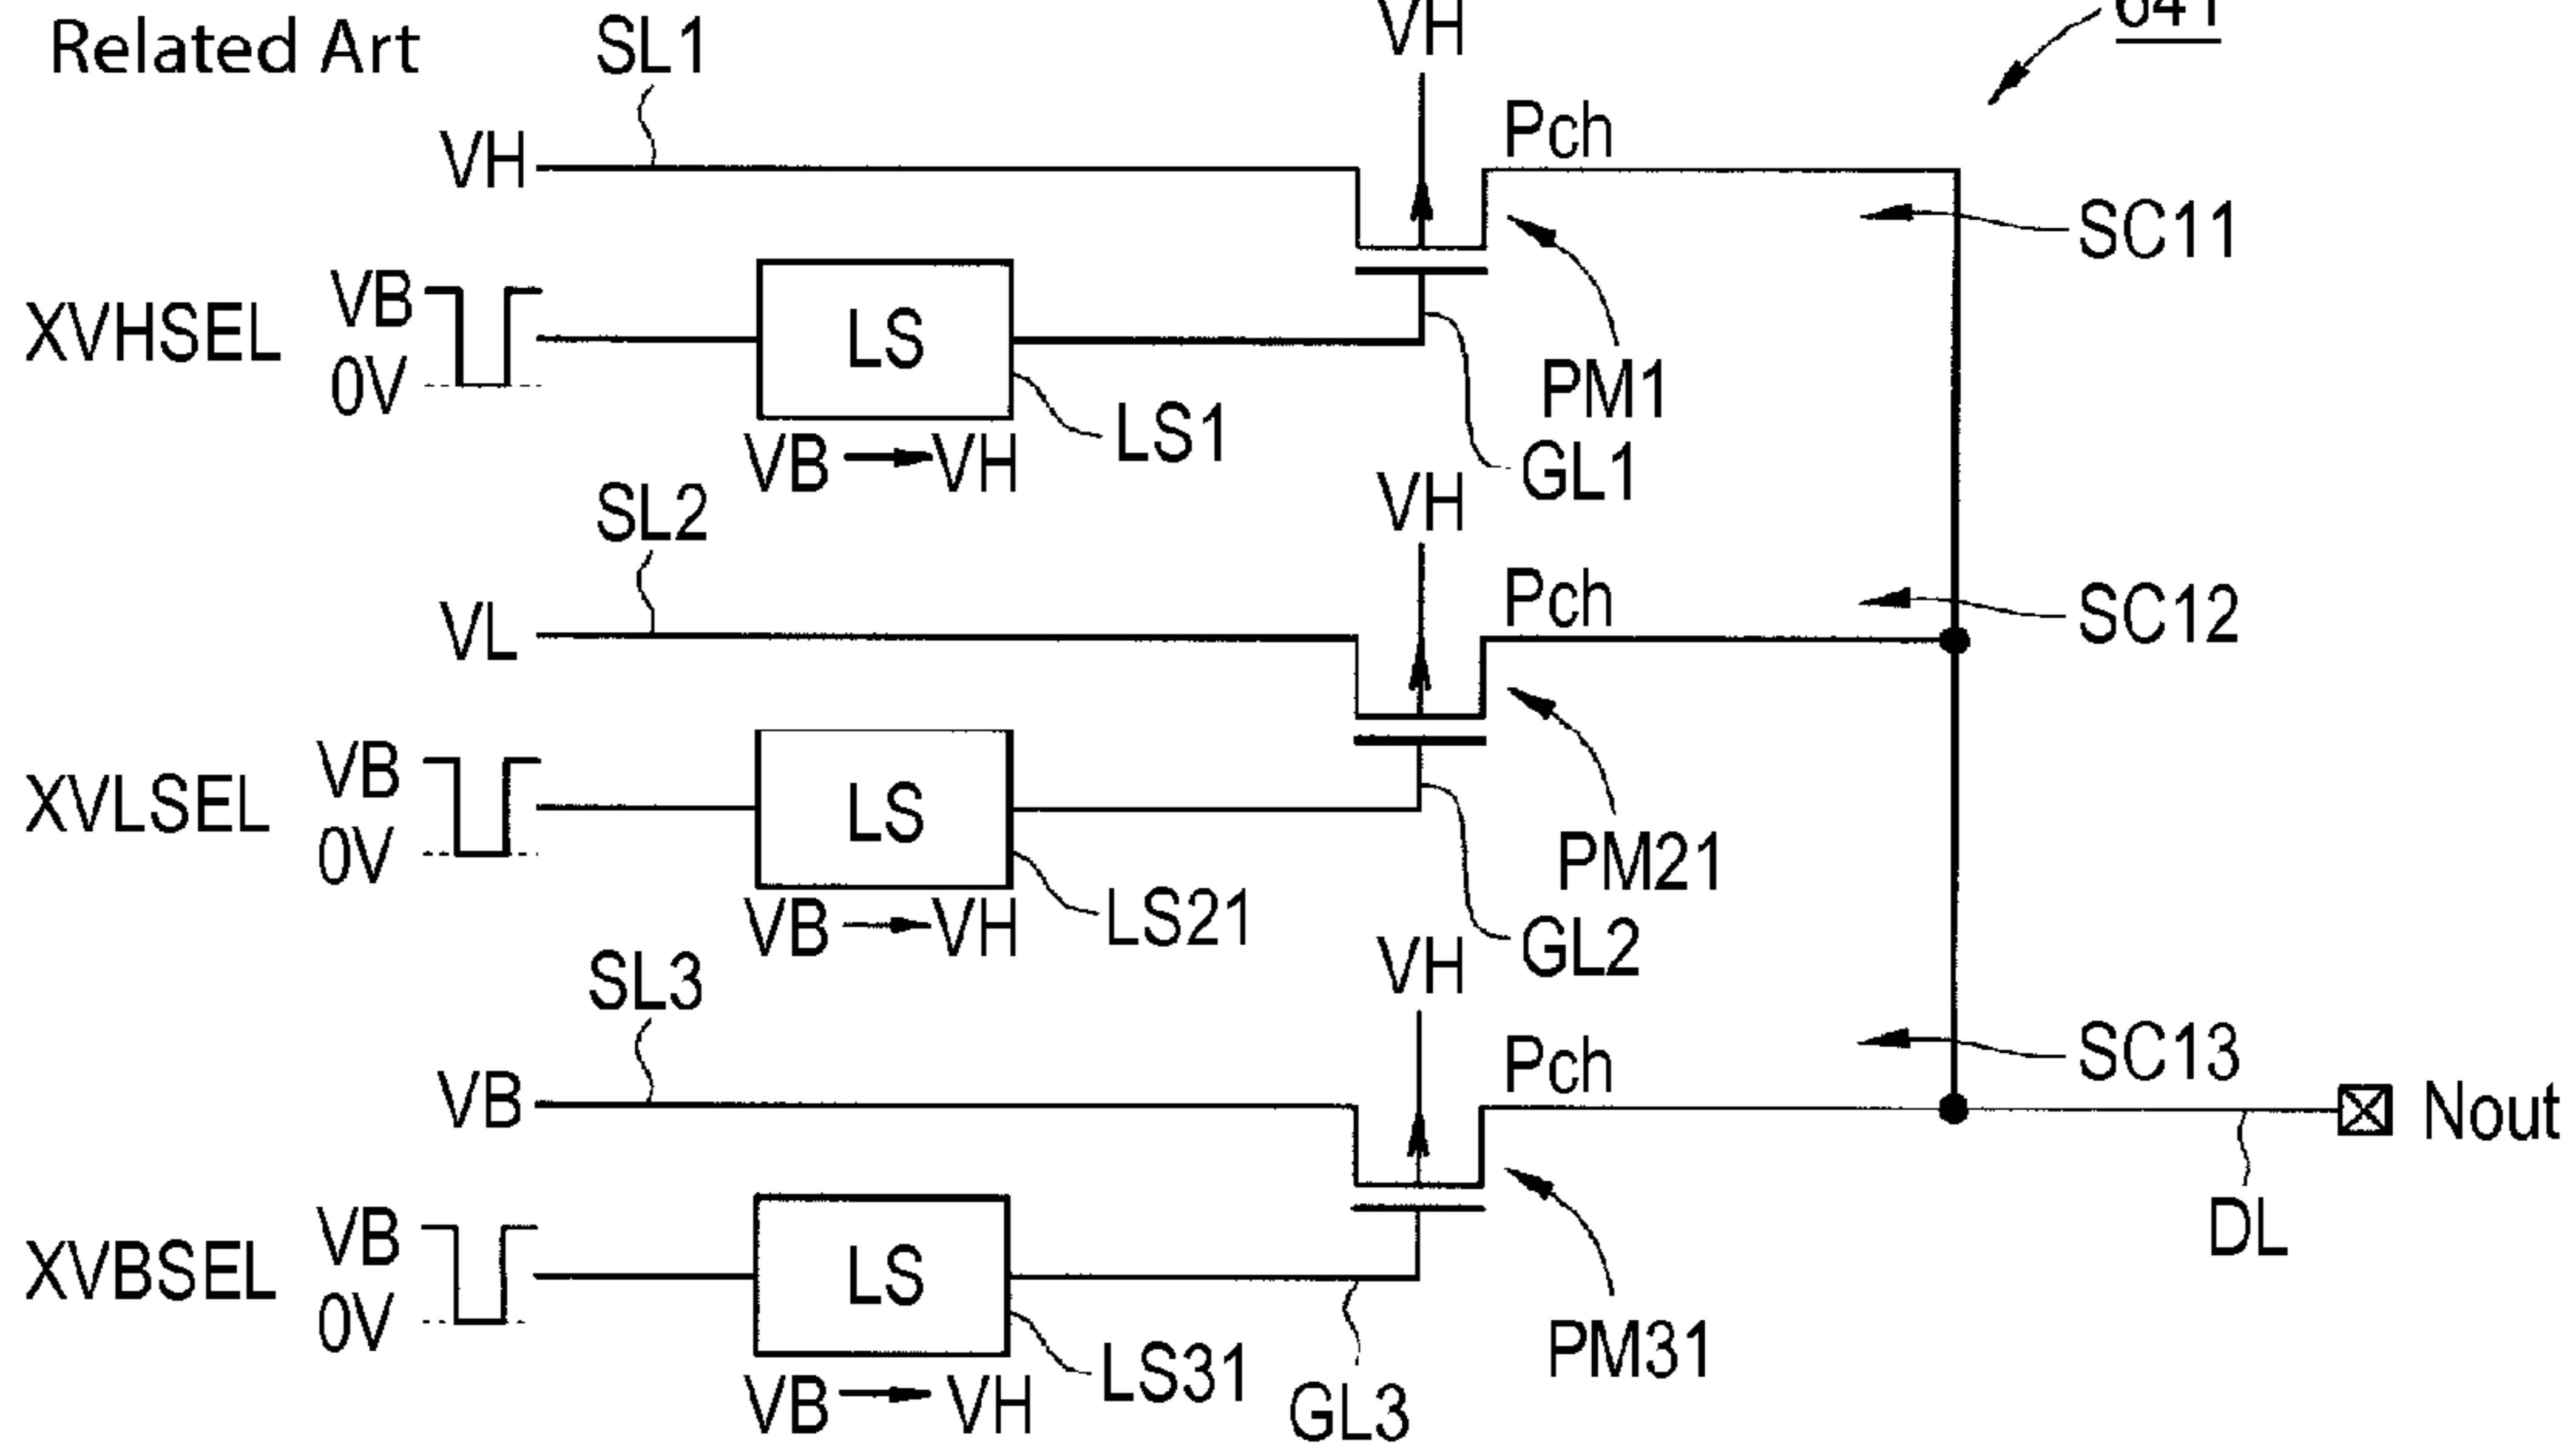 Related Art
SL1
VH
641
VH
Pch
SC11
XVHSEL
VB
0V
LS
VB → VH
LS1
PM1
GL1
SL2
VH
VL
Pch
SC12
XVLSEL
VB
0V
LS
VB → VH
LS21
PM21
GL2
SL3
VH
VB
Pch
SC13
Nout
DL
XVBSEL
VB
0V
LS
VB → VH
LS31
GL3
PM31